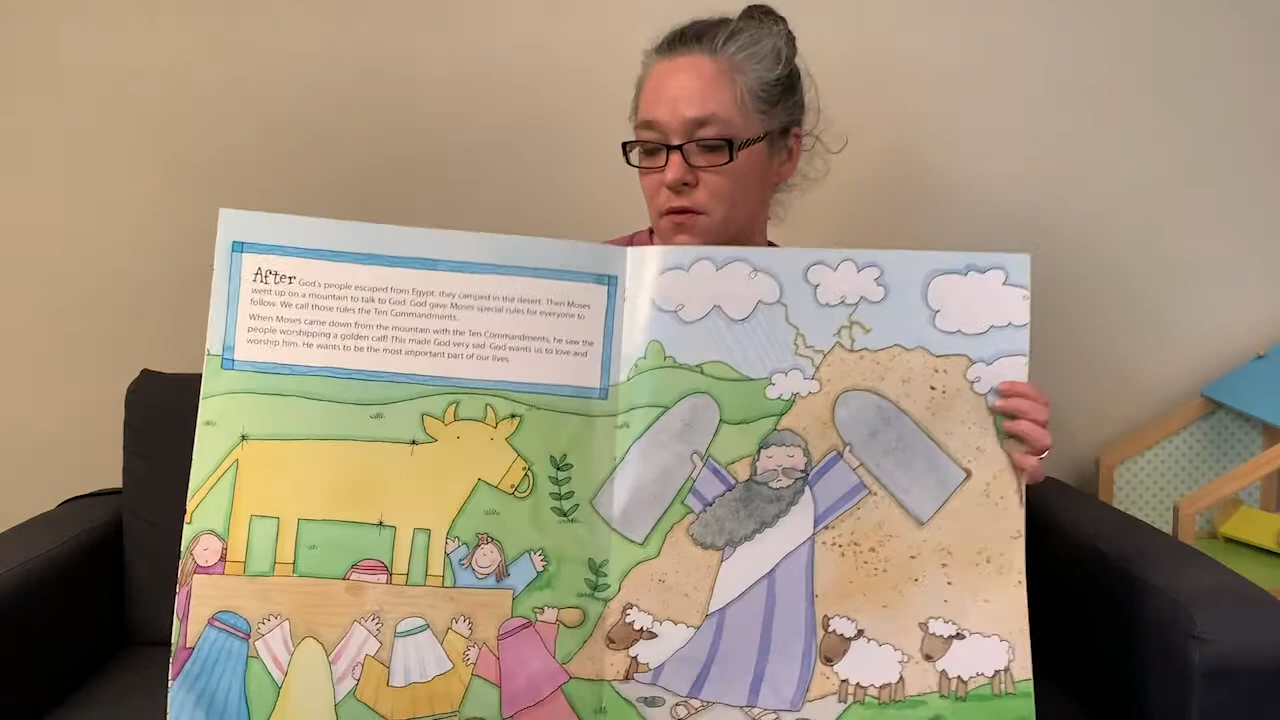 After God's people escaped from Egypt, they camped in the desert. Then Moses
went up on a mountain to talk to God. God gave Moses special rules for everyone to
follow. We call those rules the Ten Commandments.
When Moses came down from the mountain with the Ten Commandments, he saw the
people worshipping a golden calf! This made God very sad. God wants us to love and
worship him. He wants to be the most important part of our lives.